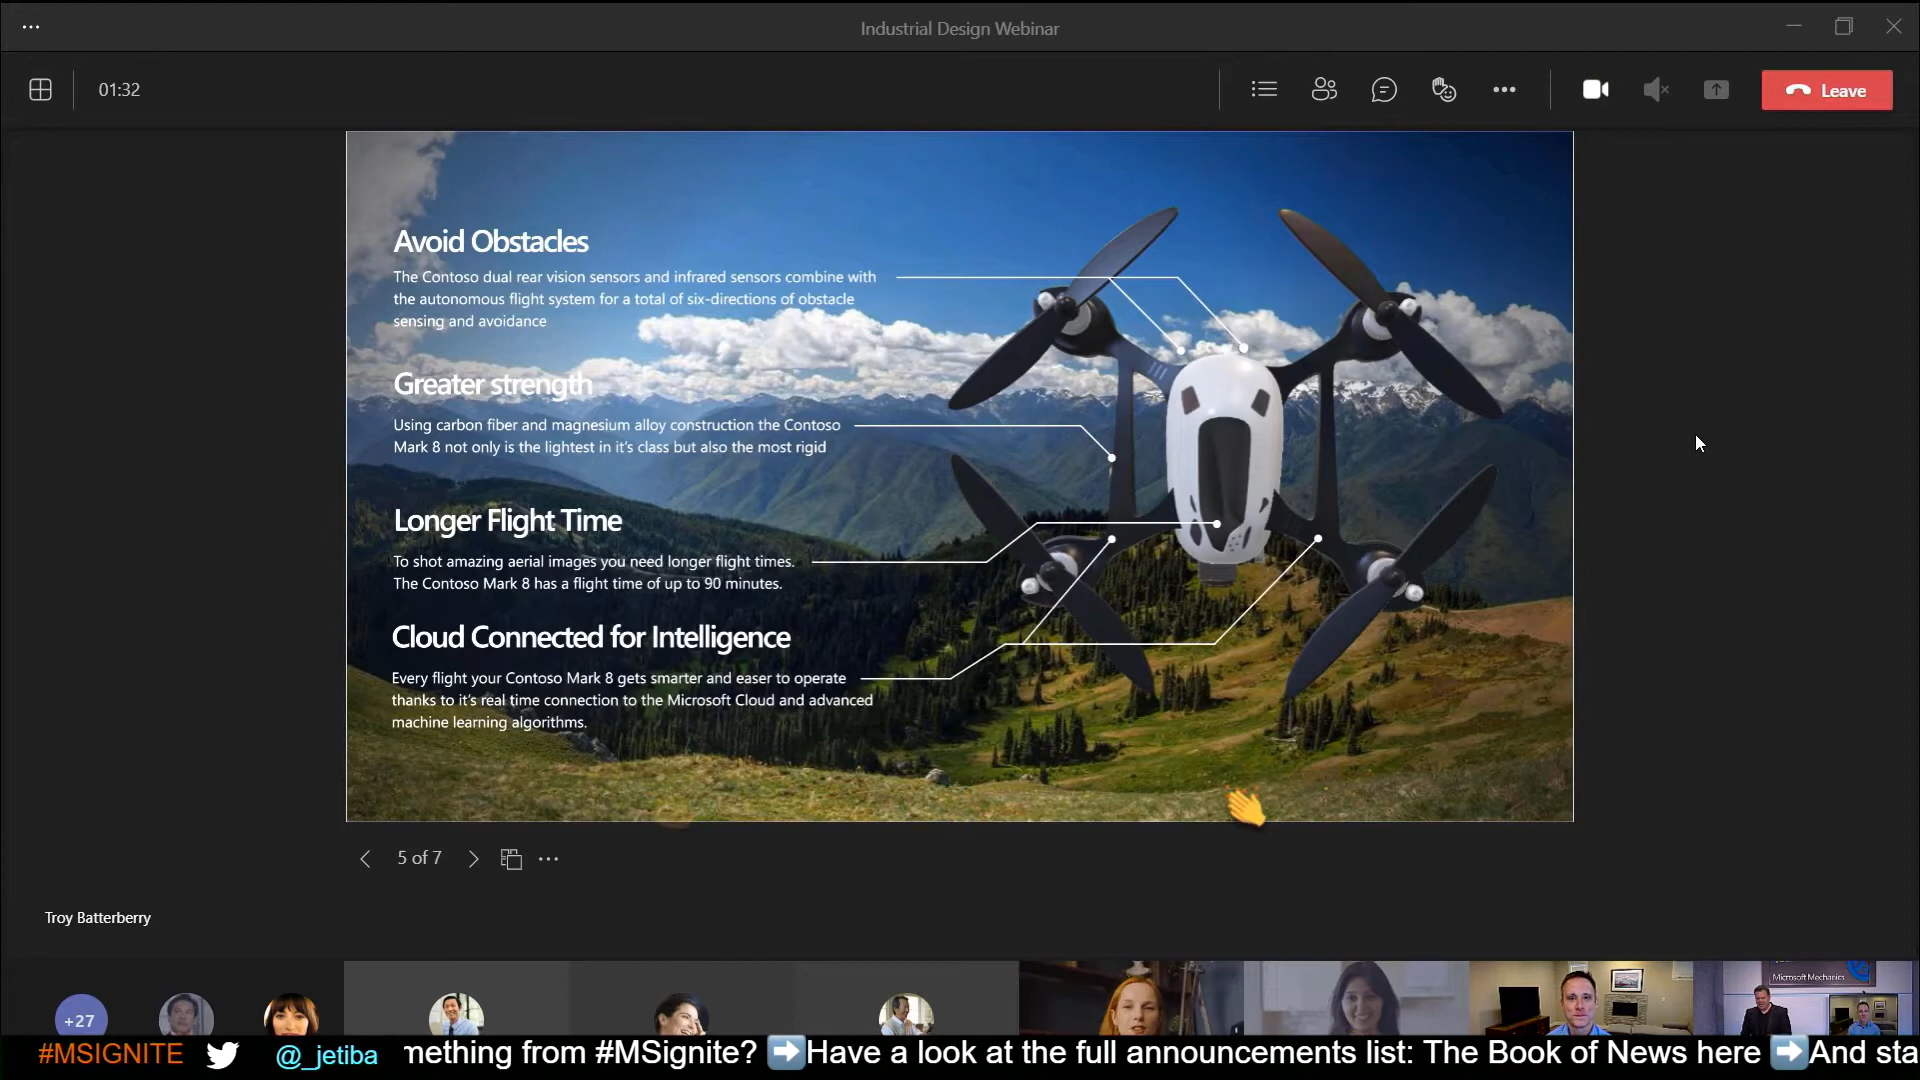 Industrial Design Webinar
01:32
Leave
Avoid Obstacles
The Contoso dual rear vision sensors and infrared sensors combine with
the autonomous flight system for a total of six-directions of obstacle
sensing and avoidance
Greater strength
Using carbon fiber and magnesium alloy construction the Contoso
Mark 8 not only is the lightest in it's class but also the most rigid
Longer Flight Time
To shot amazing aerial images you need longer flight times.
The Contoso Mark 8 has a flight time of up to 90 minutes.
Cloud Connected for Intelligence
Every flight your Contoso Mark 8 gets smarter and easer to operate
thanks to it's real time connection to the Microsoft Cloud and advanced
machine learning algorithms.
5 of 7
Troy Batterberry
+27
Microsoft Mechanics
#MSIGNITE @_jetiba mething from #MSignite? ➡Have a look at the full announcements list: The Book of News here ➡And sta